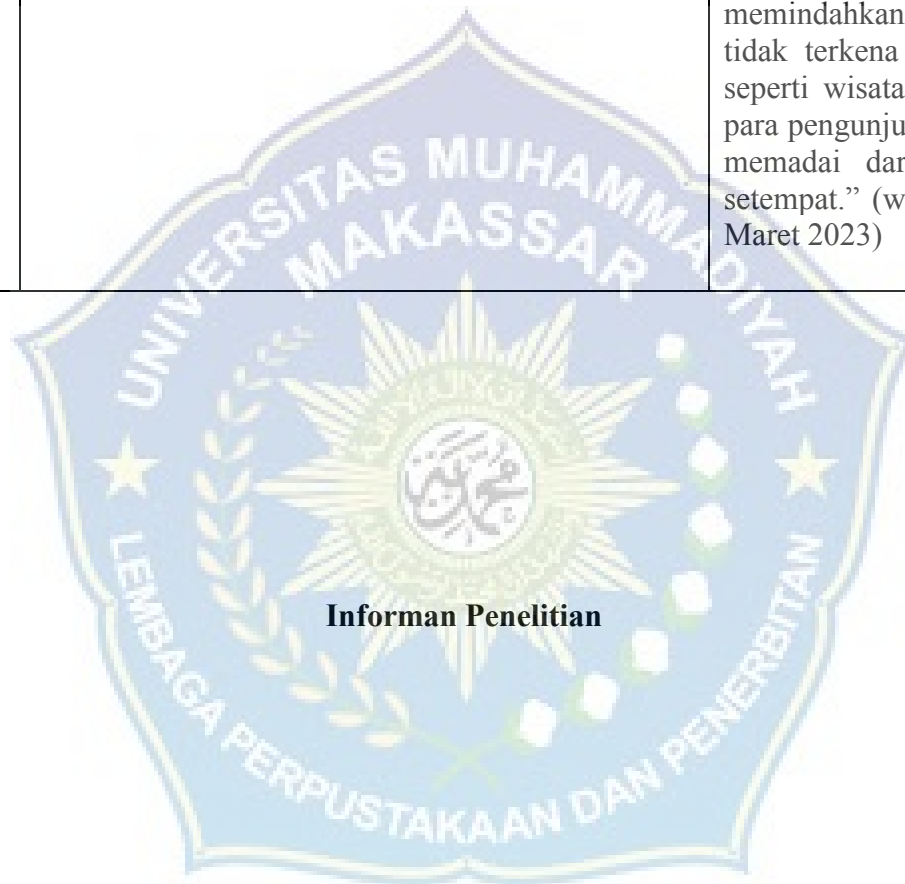 memindahkan
tidak terkena
seperti wisata
para pengunju
memadai dar
setempat.” (w
Maret 2023)
UNIVERSITAS MUHAMMADIYAH
MAKASSAR
Informan Penelitian
LEMBAGA PERPUSTAKAAN DAN PENERBITAN